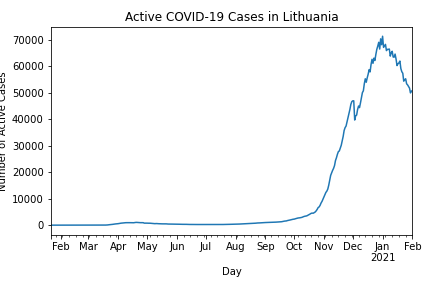 Active COVID-19 Cases in Lithuania
Number of Active Cases
70000
60000
50000
40000
30000
20000
10000
0
Feb Mar Apr May Jun Jul Aug Sep Oct Nov Dec Jan Feb
2021
Day